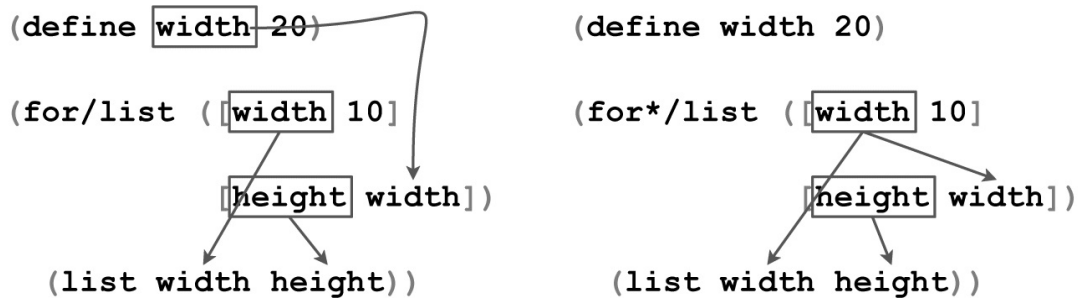 (define width 20)
(for/list ([width 10]
[height width])
(list width height))
(define width 20)
(for*/list ([width 10]
[height width])
(list width height))